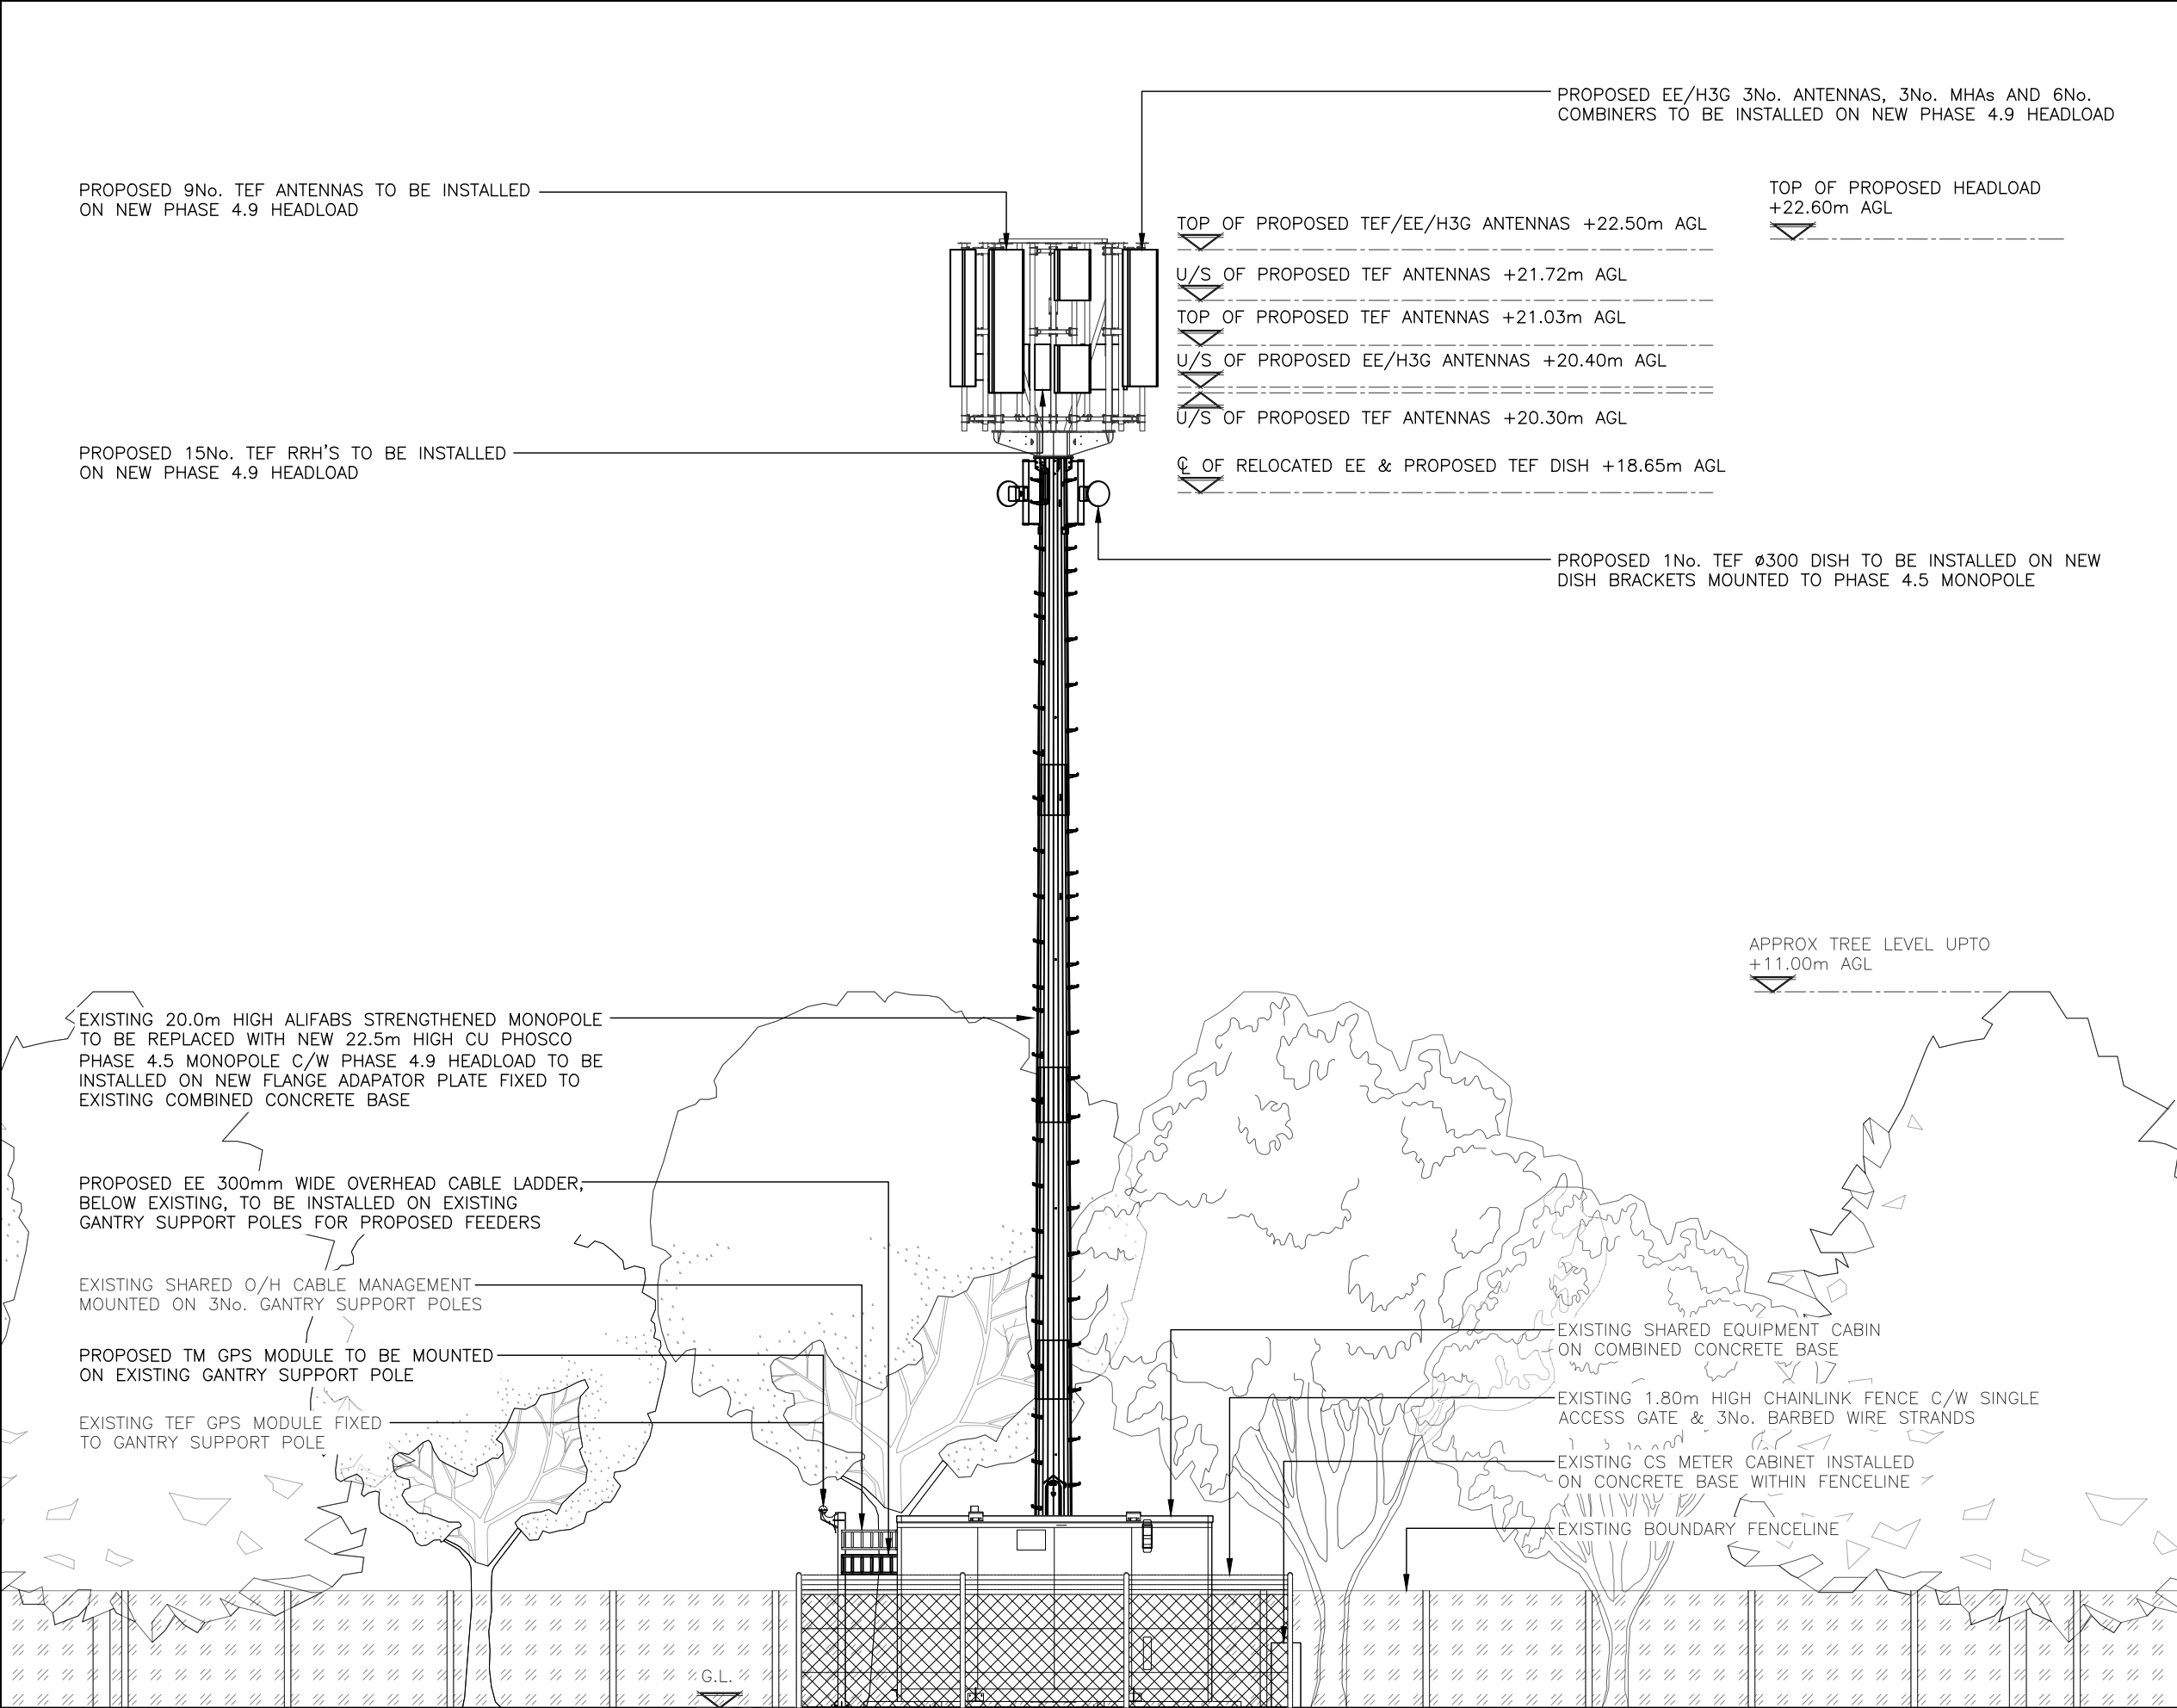 PROPOSED EE/H3G 3No. ANTENNAS, 3No. MHAs AND 6No.
COMBINERS TO BE INSTALLED ON NEW PHASE 4.9 HEADLOAD
PROPOSED 9No. TEF ANTENNAS TO BE INSTALLED
ON NEW PHASE 4.9 HEADLOAD
TOP OF PROPOSED HEADLOAD
+22.60m AGL
TOP OF PROPOSED TEF/EE/H3G ANTENNAS +22.50m AGL
U/S OF PROPOSED TEF ANTENNAS +21.72m AGL
TOP OF PROPOSED TEF ANTENNAS +21.03m AGL
U/S OF PROPOSED EE/H3G ANTENNAS +20.40m AGL
U/S OF PROPOSED TEF ANTENNAS +20.30m AGL
PROPOSED 15No. TEF RRH'S TO BE INSTALLED
ON NEW PHASE 4.9 HEADLOAD
℄ OF RELOCATED EE & PROPOSED TEF DISH +18.65m AGL
PROPOSED 1No. TEF ø300 DISH TO BE INSTALLED ON NEW
DISH BRACKETS MOUNTED TO PHASE 4.5 MONOPOLE
APPROX TREE LEVEL UPTO
+11.00m AGL
EXISTING 20.0m HIGH ALIFABS STRENGTHENED MONOPOLE
TO BE REPLACED WITH NEW 22.5m HIGH CU PHOSCO
PHASE 4.5 MONOPOLE C/W PHASE 4.9 HEADLOAD TO BE
INSTALLED ON NEW FLANGE ADAPATOR PLATE FIXED TO
EXISTING COMBINED CONCRETE BASE
PROPOSED EE 300mm WIDE OVERHEAD CABLE LADDER,
BELOW EXISTING, TO BE INSTALLED ON EXISTING
GANTRY SUPPORT POLES FOR PROPOSED FEEDERS
EXISTING SHARED O/H CABLE MANAGEMENT
MOUNTED ON 3No. GANTRY SUPPORT POLES
PROPOSED TM GPS MODULE TO BE MOUNTED
ON EXISTING GANTRY SUPPORT POLE
EXISTING TEF GPS MODULE FIXED
TO GANTRY SUPPORT POLE
EXISTING SHARED EQUIPMENT CABIN
ON COMBINED CONCRETE BASE
EXISTING 1.80m HIGH CHAINLINK FENCE C/W SINGLE
ACCESS GATE & 3No. BARBED WIRE STRANDS
EXISTING CS METER CABINET INSTALLED
ON CONCRETE BASE WITHIN FENCELINE
EXISTING BOUNDARY FENCELINE
G.L.